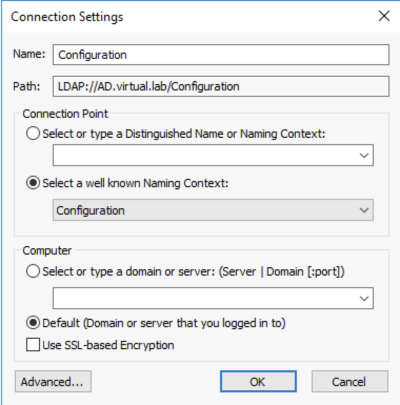 Connection Settings
Name: Configuration
Path: LDAP://AD.virtual.lab/Configuration
Connection Point
Select or type a Distinguished Name or Naming Context:
Select a well known Naming Context:
Configuration
Computer
Select or type a domain or server: (Server | Domain [:port])
Default (Domain or server that you logged in to)
Use SSL-based Encryption
Advanced... OK Cancel